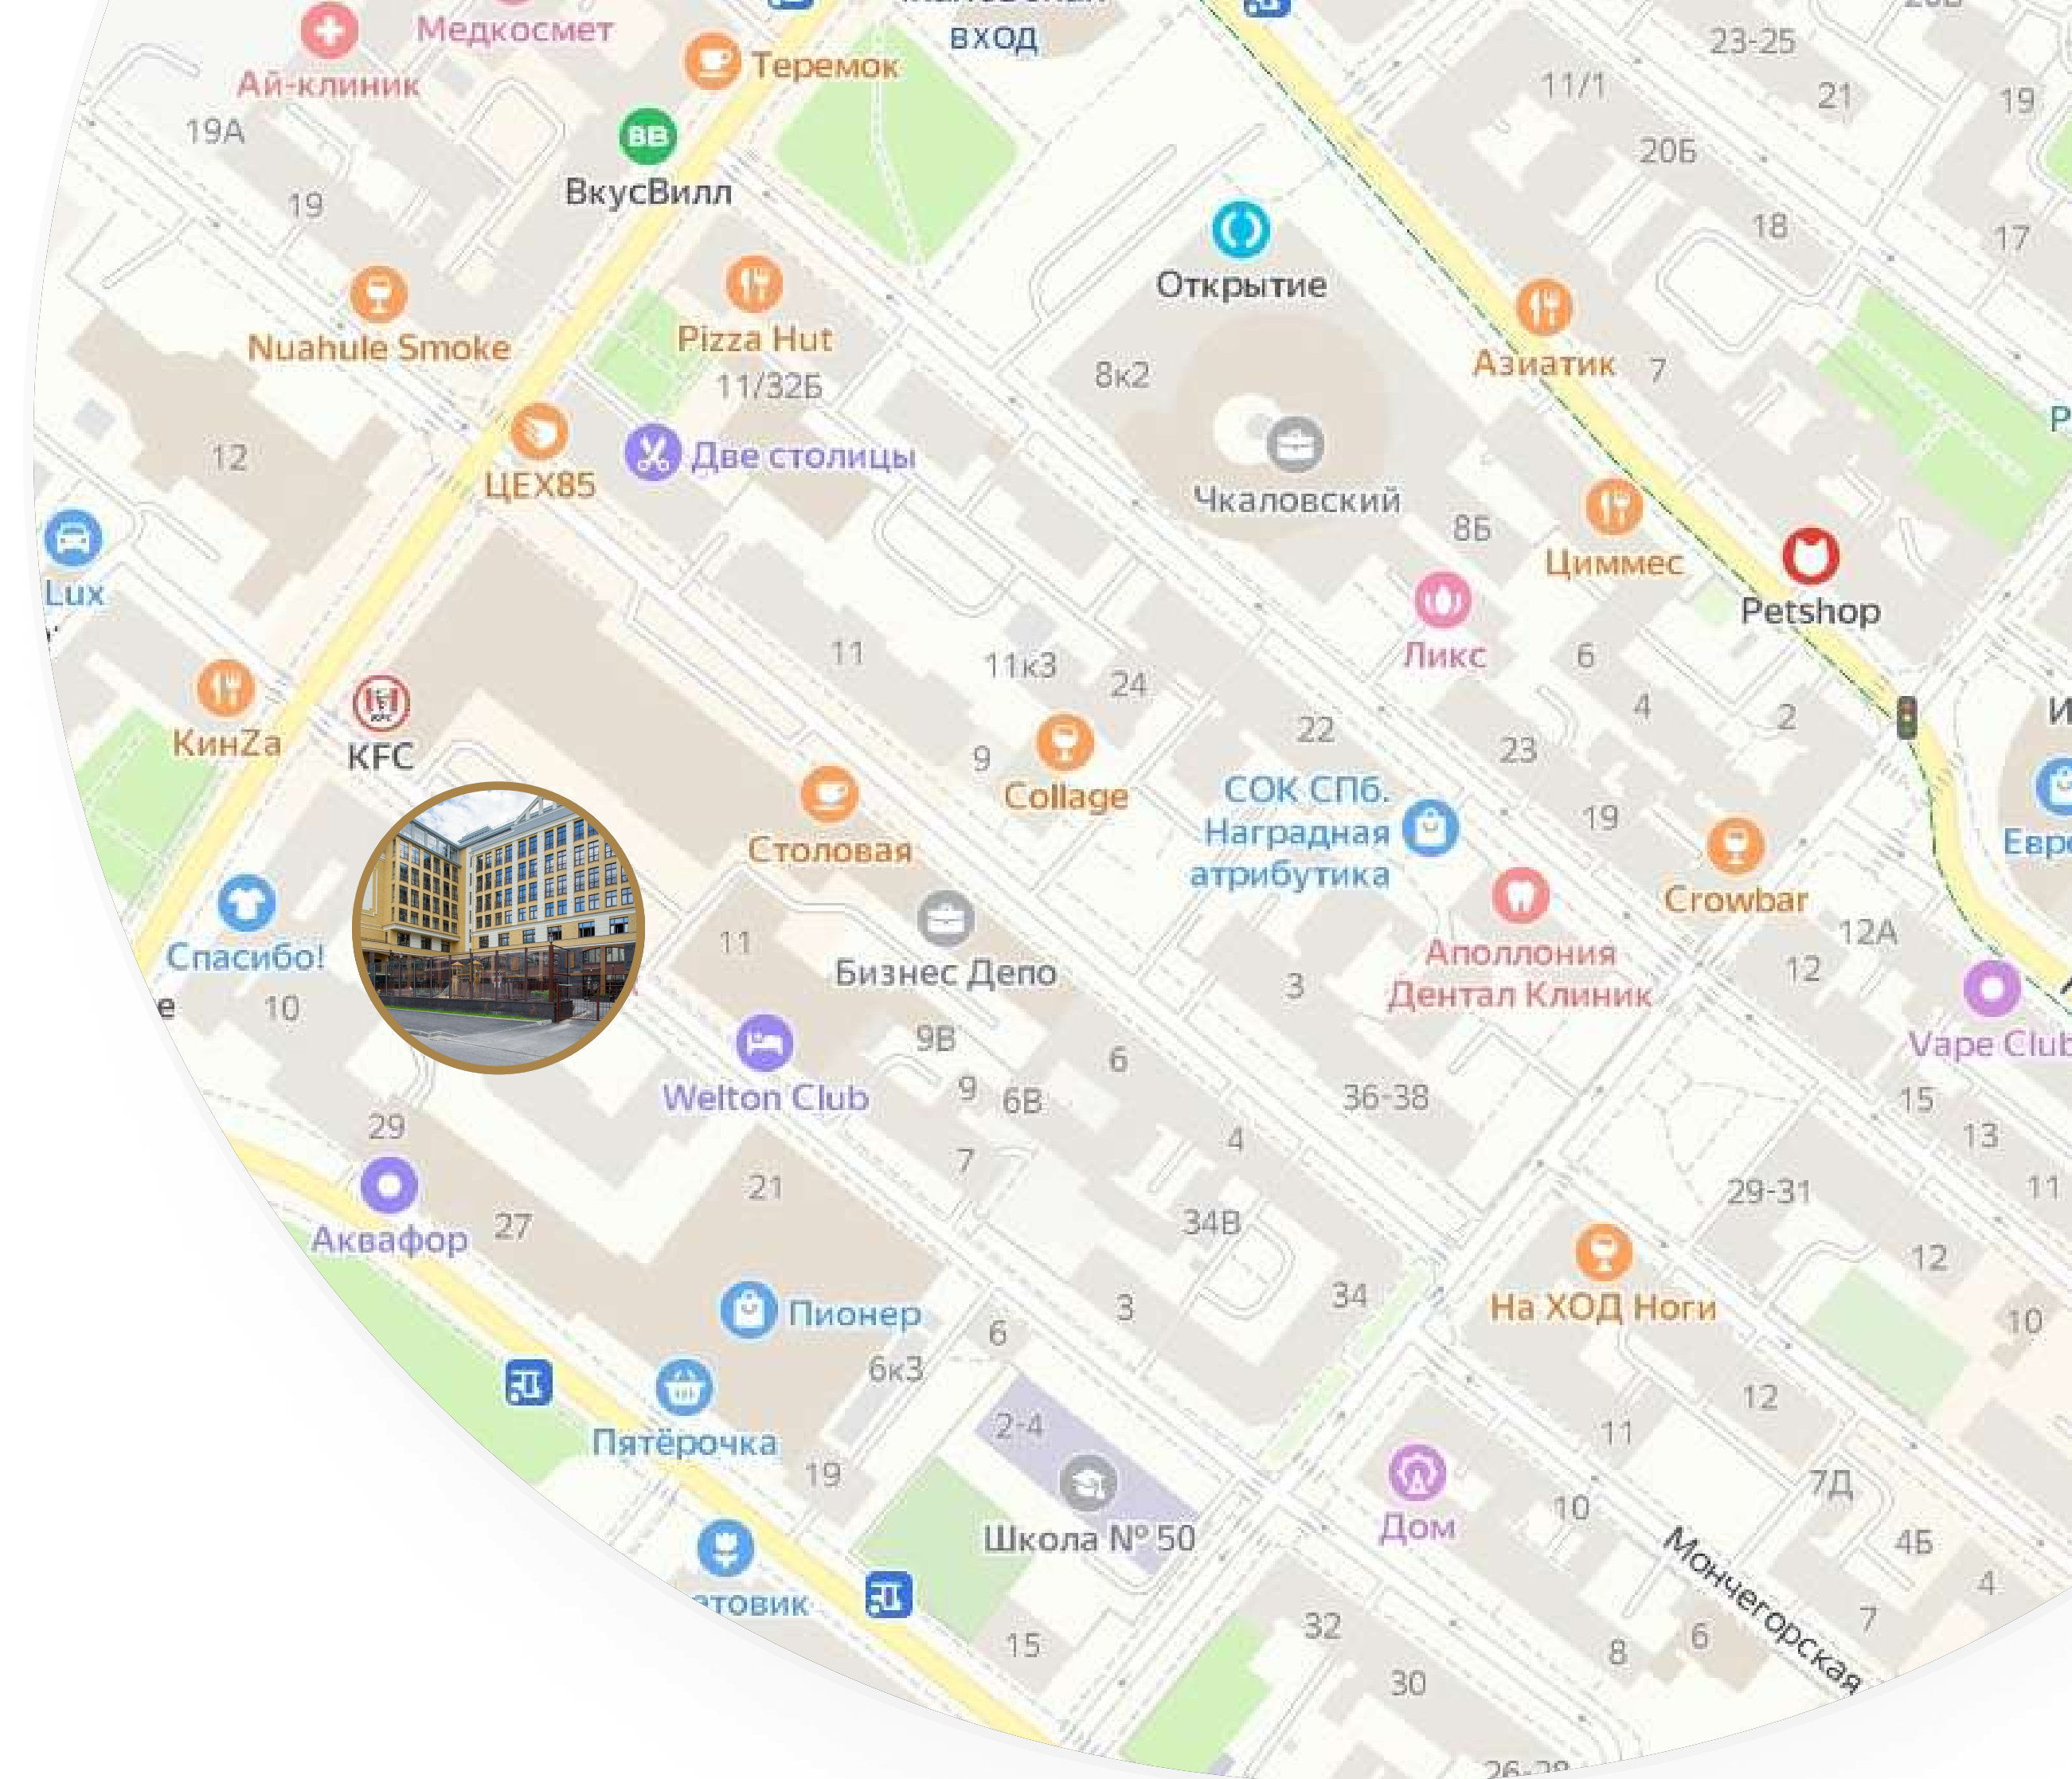 Медкосмет
вход
Ай-клиник
Теремок
23-25
11/1
21
19
19А
ВВ
ВкусВилл
20Б
19
18
17
Открытие
Nuahule Smoke
Pizza Hut
11/32Б
8к2
Азиатик
7
12
ЦЕХ85
Две столицы
Чкаловский
8Б
Циммес
Lux
Petshop
Ликс
6
11
11к3
24
4
2
КинZа
KFC
KFC
9
Collage
22
23
СОК СПб.
Наградная
атрибутика
19
Столовая
Crowbar
12А
12
Спасибо!
10
11
Бизнес Депо
3
Аполлония
Дентал Клиник
Vape Club
9В
9
6В
6
Welton Club
36-38
15
13
29
4
7
21
29-31
11
Аквафор
27
34В
12
Пионер
6
3
34
На ХОД Ноги
10
6к3
Пятёрочка
2-4
12
11
19
Школа № 50
Дом
10
7Д
4Б
4
Мончегорская
15
32
30
8
6
7